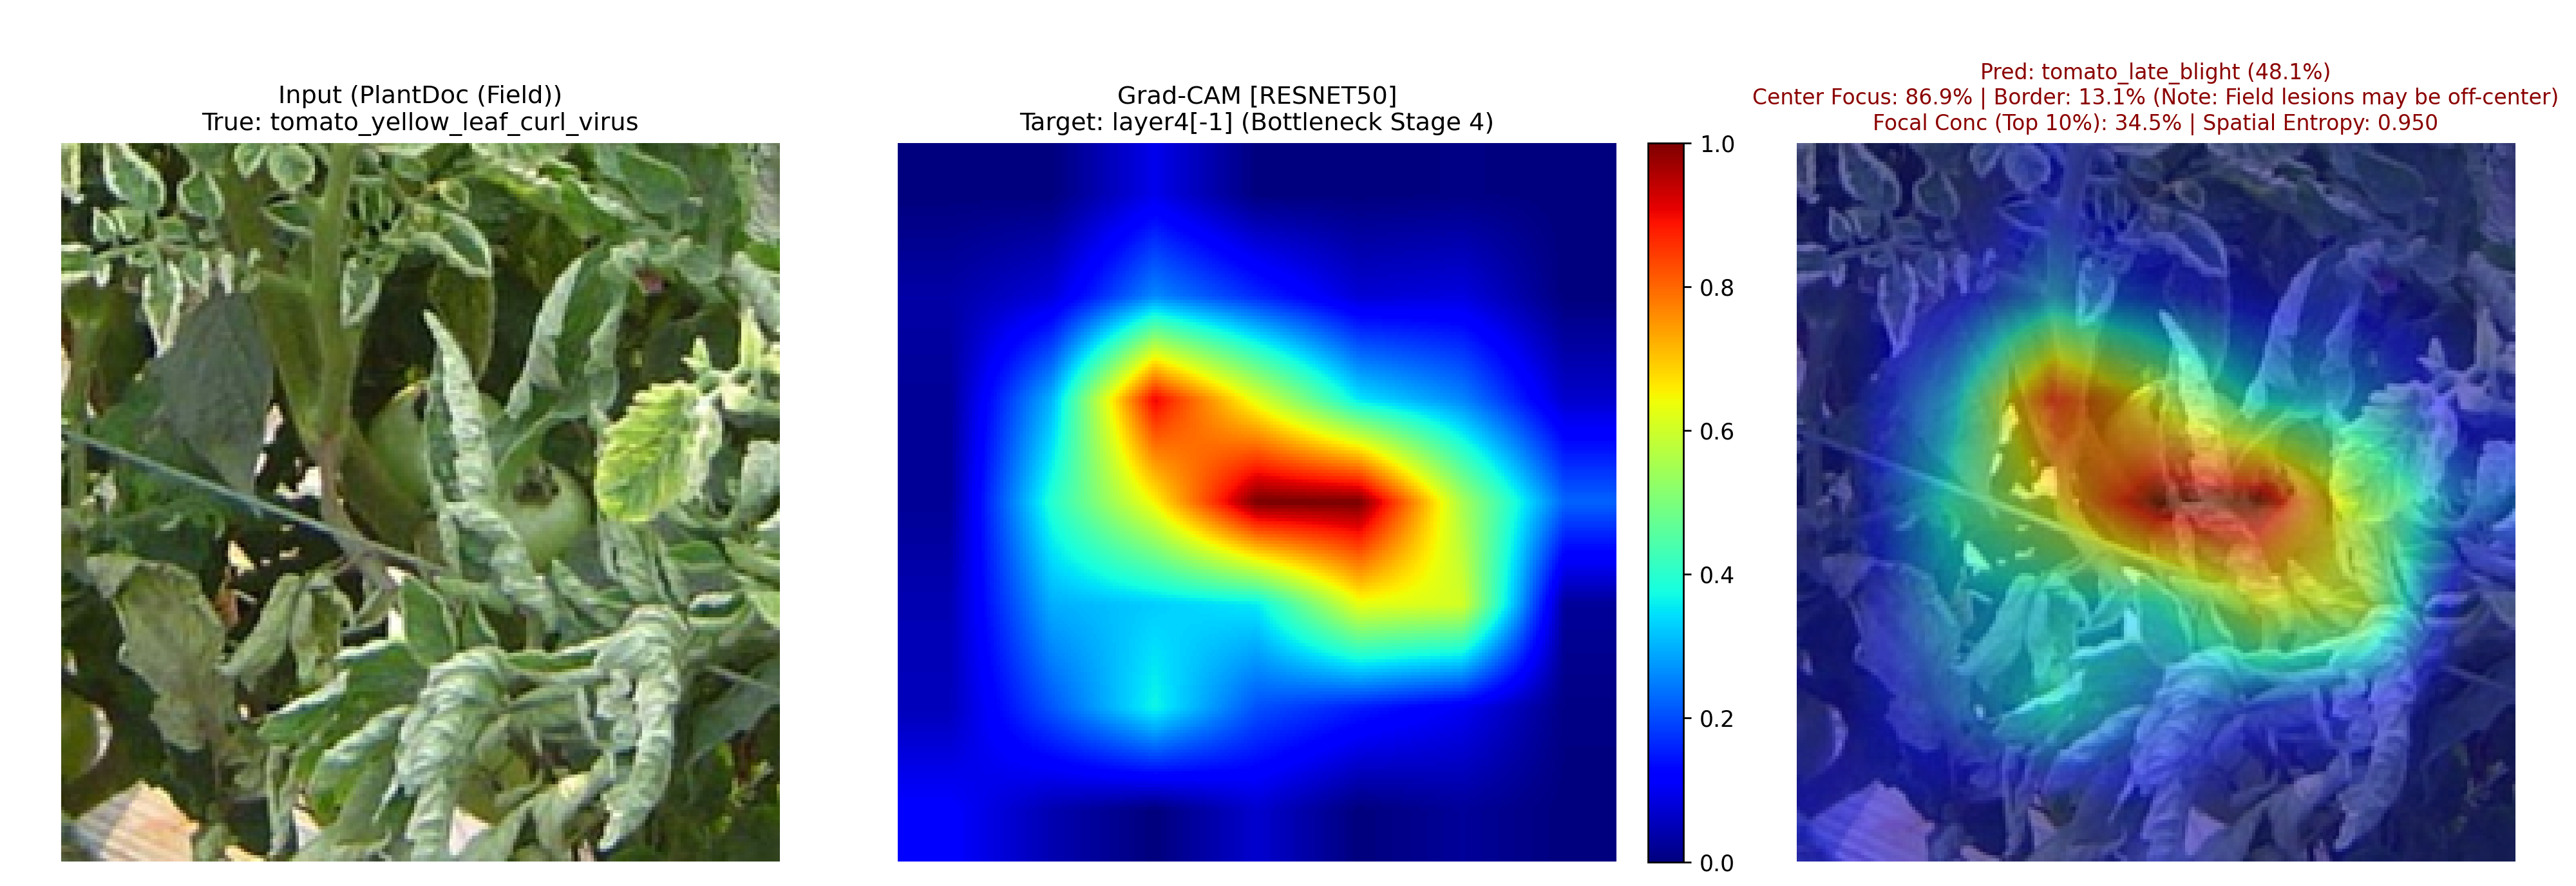 Input (PlantDoc (Field))
True: tomato_yellow_leaf_curl_virus
Grad-CAM [RESNET50]
Target: layer4[-1] (Bottleneck Stage 4)
1.0
0.8
0.6
0.4
0.2
0.0
Pred: tomato_late_blight (48.1%)
Center Focus: 86.9% | Border: 13.1% (Note: Field lesions may be off-center)
Focal Conc (Top 10%): 34.5% | Spatial Entropy: 0.950